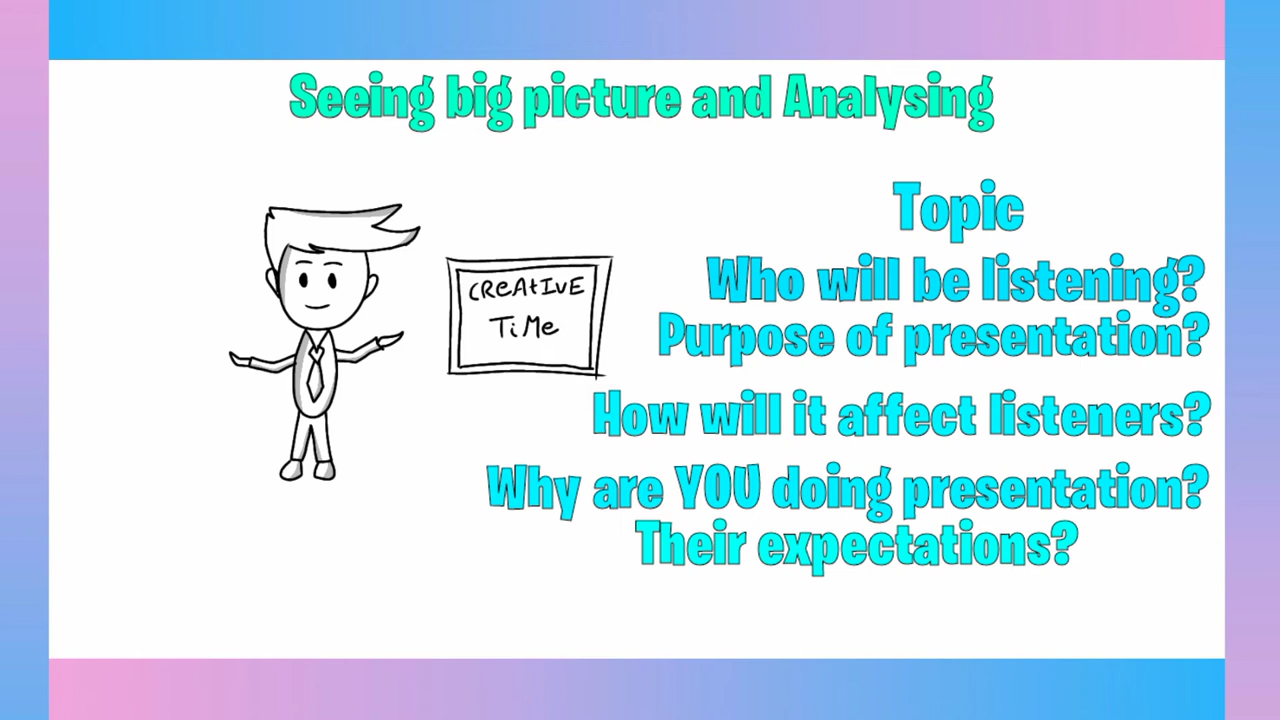 Seeing big picture and Analysing
CReAtIvE
TiMe
Topic
Who will be listening?
Purpose of presentation?
How will it affect listeners?
Why are YOU doing presentation?
Their expectations?